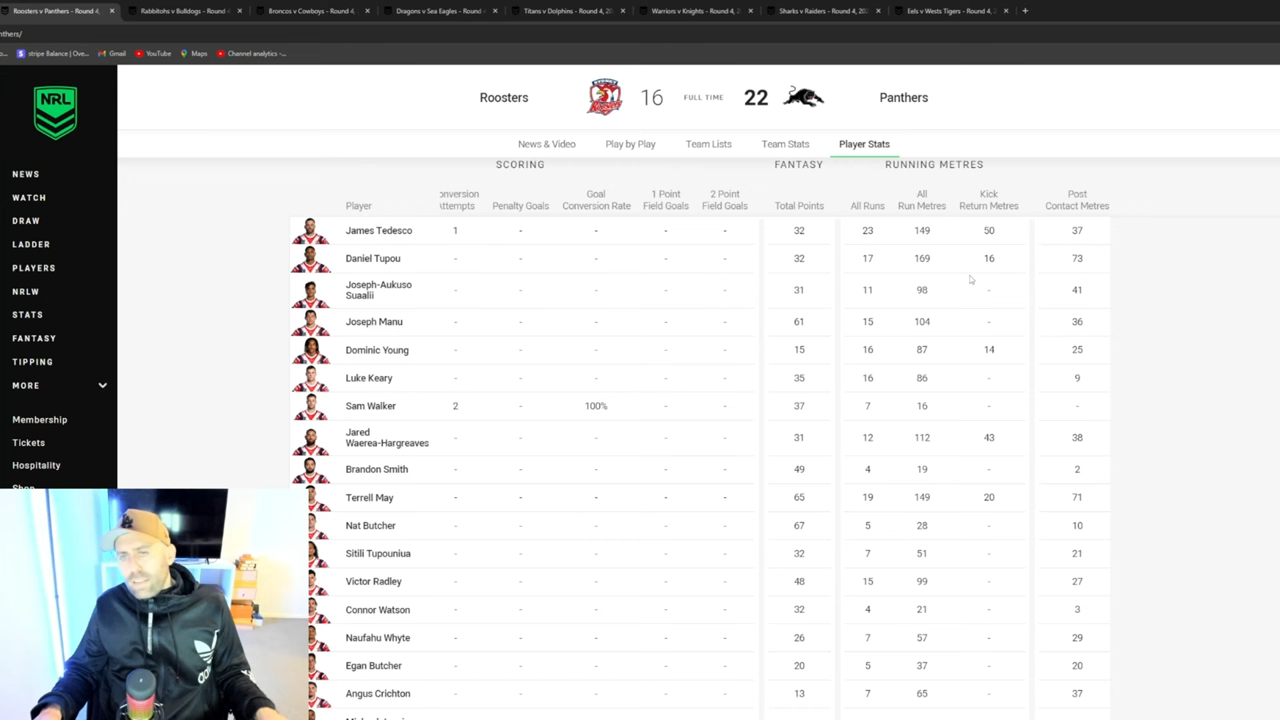 Roosters v Panthers - Round 4,
Rabbitohs v Bulldogs - Round 4
Broncos v Cowboys - Round 4,
Dragons v Sea Eagles - Round
Titans v Dolphins - Round 4, 20
Warriors v Knights - Round 4, 2
Sharks v Raiders - Round 4, 202
Eels v Wests Tigers - Round 4, 2
nthers/
stripe Balance | Ove...
Gmail
YouTube
Maps
Channel analytics -...
NRL
Roosters
16
FULL TIME
22
Panthers
News & Video
Play by Play
Team Lists
Team Stats
Player Stats
NEWS
WATCH
DRAW
LADDER
PLAYERS
NRLW
STATS
FANTASY
TIPPING
MORE
Membership
Tickets
Hospitality
Shop
SCORING
FANTASY
RUNNING METRES
Player
onversion Attempts
Penalty Goals
Goal Conversion Rate
1 Point Field Goals
2 Point Field Goals
Total Points
All Runs
All Run Metres
Kick Return Metres
Post Contact Metres
James Tedesco 1 - - - - 32 23 149 50 37
Daniel Tupou - - - - - 32 17 169 16 73
Joseph-Aukuso Suaalii - - - - - 31 11 98 - 41
Joseph Manu - - - - - 61 15 104 - 36
Dominic Young - - - - - 15 16 87 14 25
Luke Keary - - - - - 35 16 86 - 9
Sam Walker 2 - 100% - - 37 7 16 - -
Jared Waerea-Hargreaves - - - - - 31 12 112 43 38
Brandon Smith - - - - - 49 4 19 - 2
Terrell May - - - - - 65 19 149 20 71
Nat Butcher - - - - - 67 5 28 - 10
Sitili Tupouniua - - - - - 32 7 51 - 21
Victor Radley - - - - - 48 15 99 - 27
Connor Watson - - - - - 32 4 21 - 3
Naufahu Whyte - - - - - 26 7 57 - 29
Egan Butcher - - - - - 20 5 37 - 20
Angus Crichton - - - - - 13 7 65 - 37